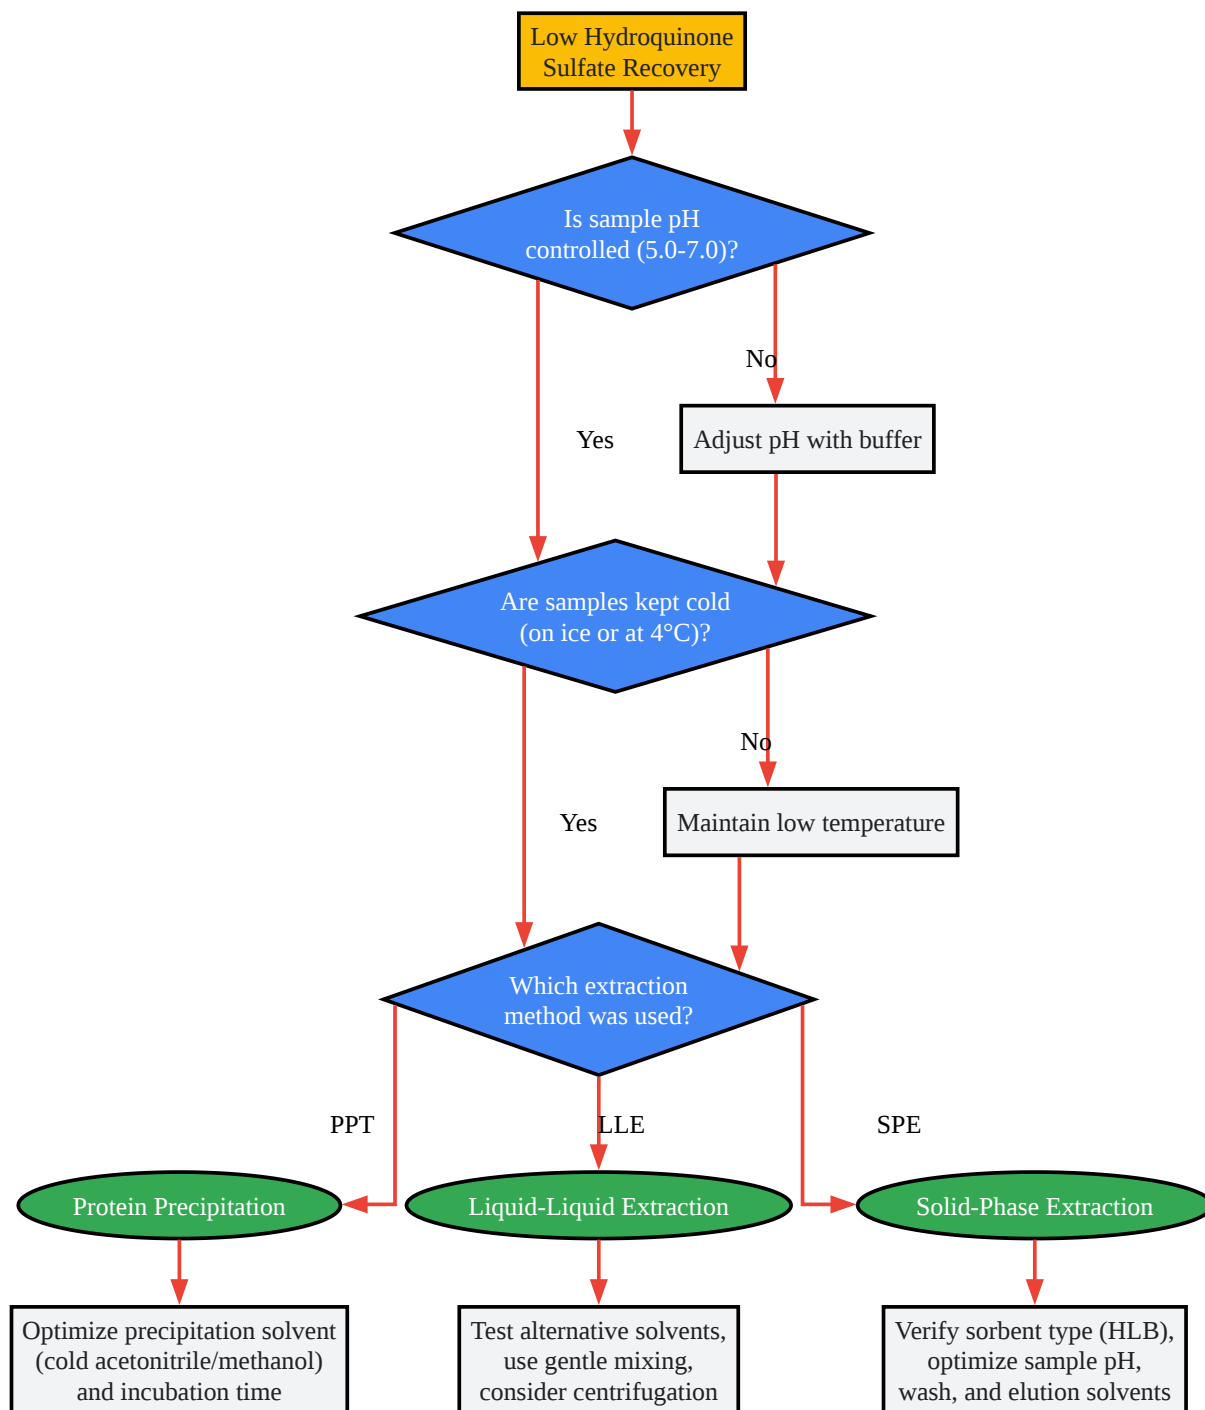 Low Hydroquinone
Sulfate Recovery
Is sample pH
controlled (5.0-7.0)?
No
Yes
Adjust pH with buffer
Are samples kept cold
(on ice or at 4°C)?
No
Yes
Maintain low temperature
Which extraction
method was used?
PPT
LLE
SPE
Protein Precipitation
Liquid-Liquid Extraction
Solid-Phase Extraction
Optimize precipitation solvent
(cold acetonitrile/methanol)
and incubation time
Test alternative solvents,
use gentle mixing,
consider centrifugation
Verify sorbent type (HLB),
optimize sample pH,
wash, and elution solvents